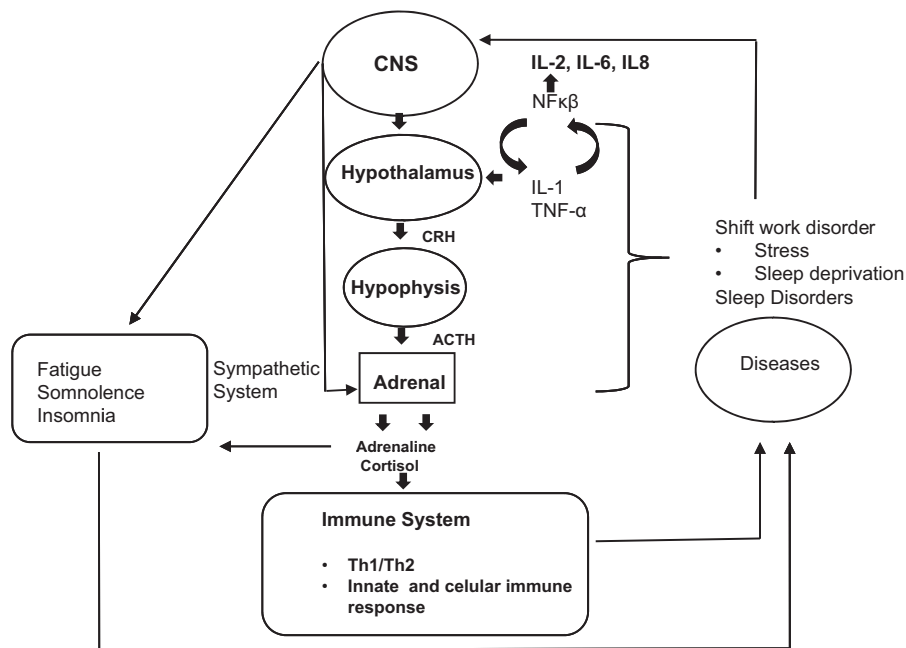 CNS
IL-2, IL-6, IL8
NFκβ
Hypothalamus
IL-1
TNF-α
CRH
Shift work disorder
• Stress
• Sleep deprivation
Sleep Disorders
Hypophysis
ACTH
Diseases
Fatigue
Somnolence
Insomnia
Sympathetic
System
Adrenal
Adrenaline
Cortisol
Immune System
• Th1/Th2
• Innate and celular immune
response